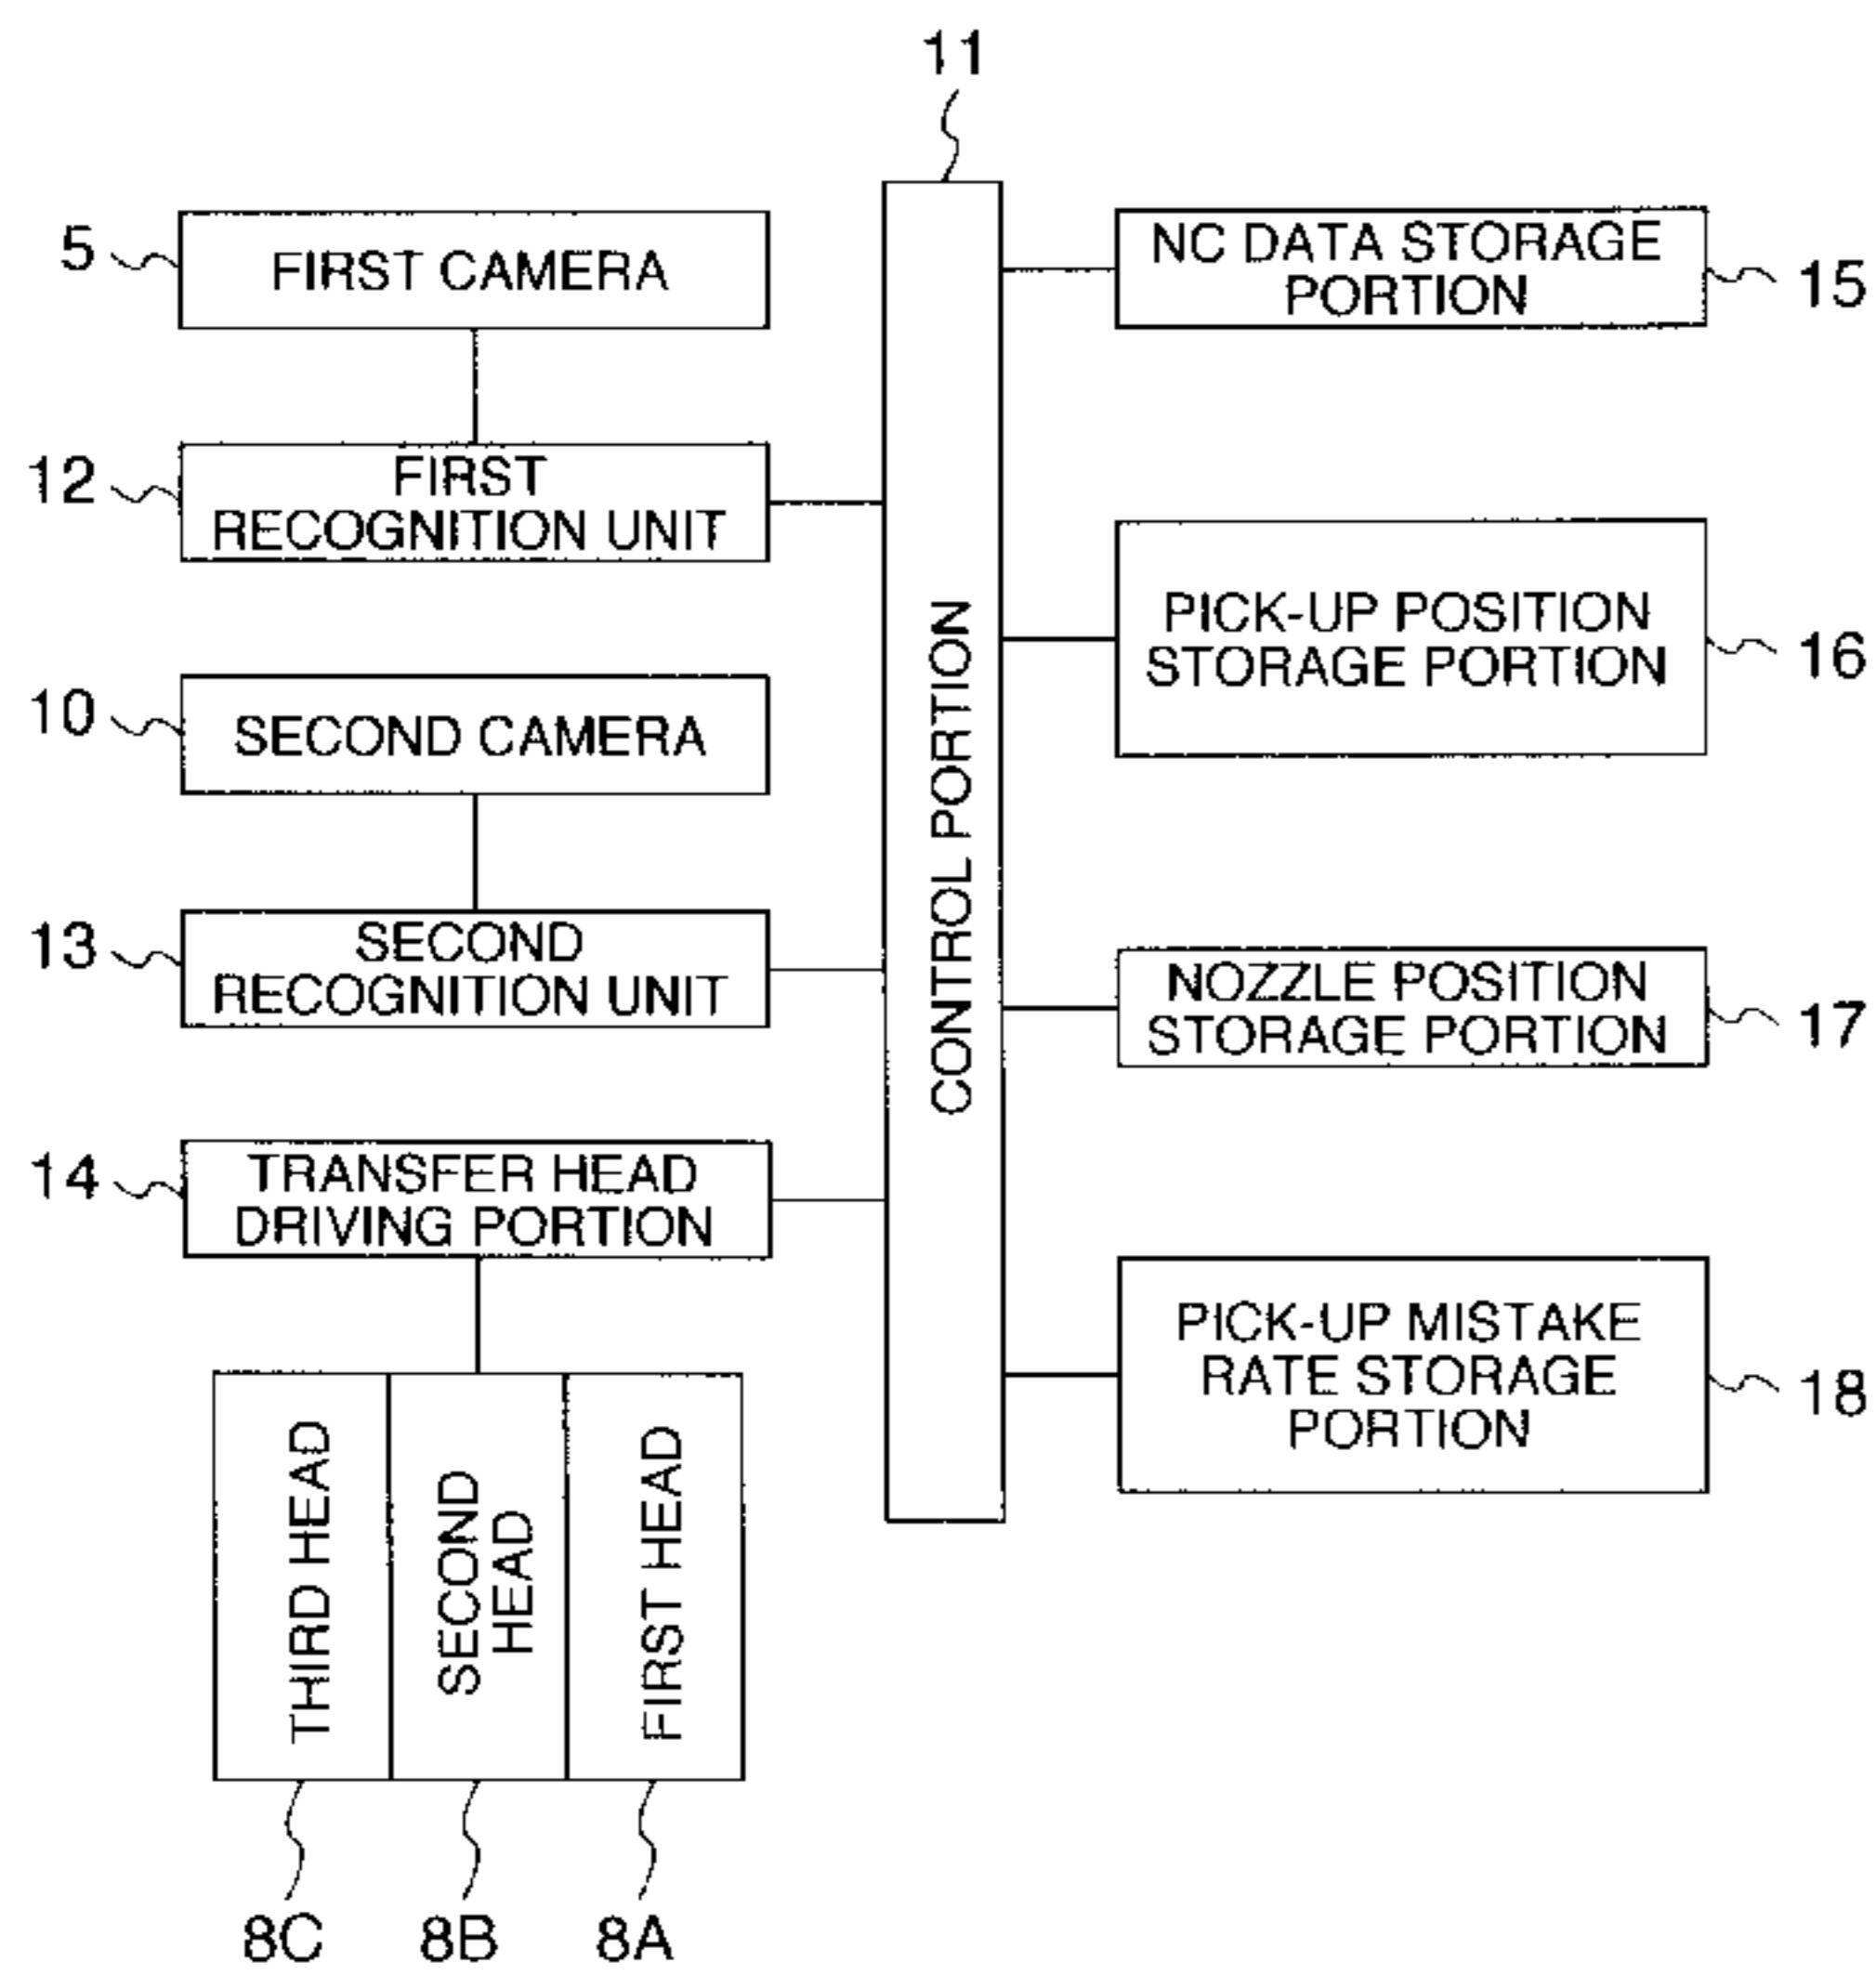 11
5
FIRST CAMERA
12
FIRST
RECOGNITION UNIT
10
SECOND CAMERA
13
SECOND
RECOGNITION UNIT
14
TRANSFER HEAD
DRIVING PORTION
THIRD HEAD
SECOND
HEAD
FIRST HEAD
8C
8B
8A
CONTROL PORTION
NC DATA STORAGE
PORTION
15
PICK-UP POSITION
STORAGE PORTION
16
NOZZLE POSITION
STORAGE PORTION
17
PICK-UP MISTAKE
RATE STORAGE
PORTION
18